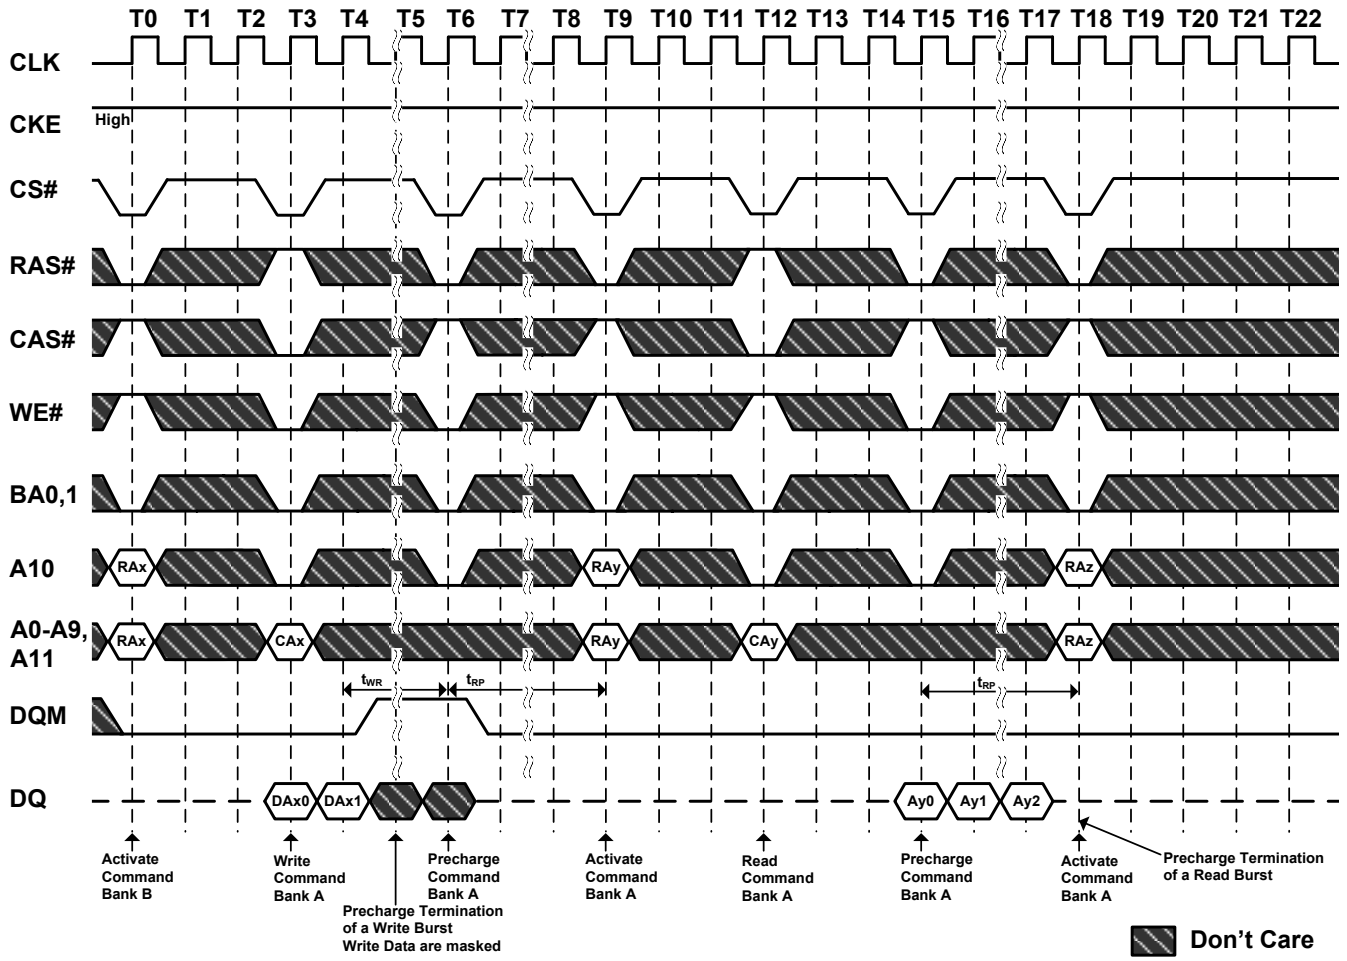 T0 T1 T2 T3 T4 T5 T6 T7 T8 T9 T10 T11 T12 T13 T14 T15 T16 T17 T18 T19 T20 T21 T22
CLK
CKE
High
CS#
RAS#
CAS#
WE#
BA0,1
A10
RAx RAy RAz
A0-A9,
A11
RAx CAx RAy CAy RAz
tWR tRP tRP
DQM
DQ
DAx0 DAx1 Ay0 Ay1 Ay2
Activate
Command
Bank B
Write
Command
Bank A
Precharge Termination
of a Write Burst
Write Data are masked
Precharge
Command
Bank A
Activate
Command
Bank A
Read
Command
Bank A
Precharge
Command
Bank A
Activate
Command
Bank A
Precharge Termination
of a Read Burst
Don't Care